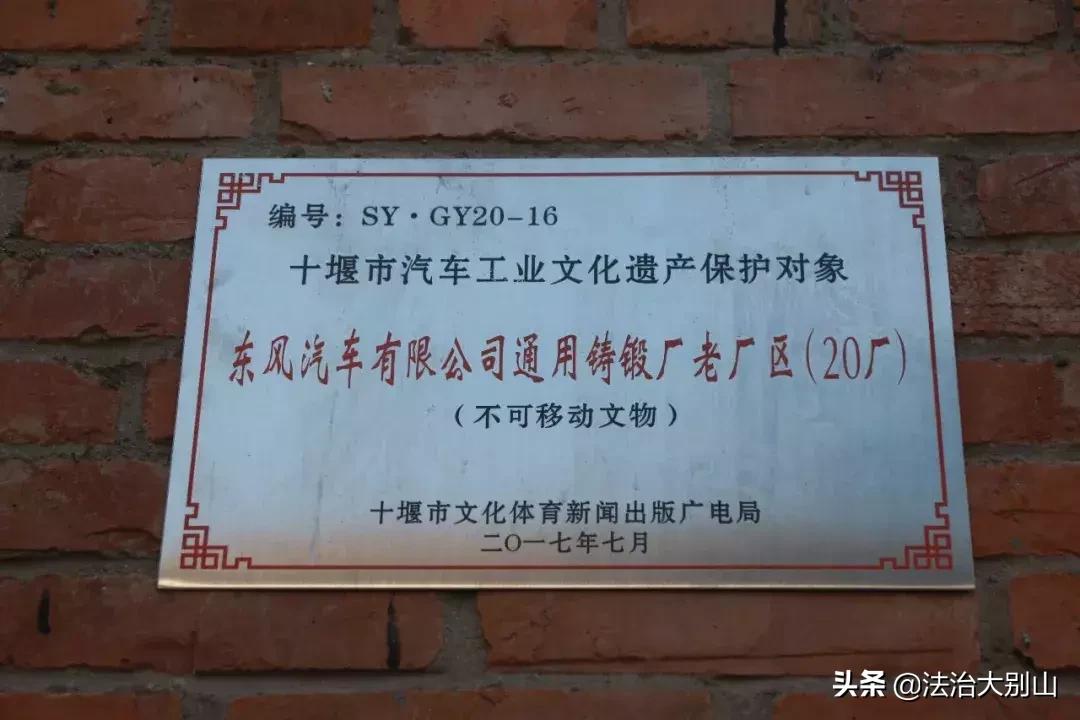 编号：SY·GY20-16
十堰市汽车工业文化遗产保护对象
东风汽车有限公司通用铸锻厂老厂区(20厂)
（不可移动文物）
十堰市文化体育新闻出版广电局
二〇一七年七月
头条 @法治大别山